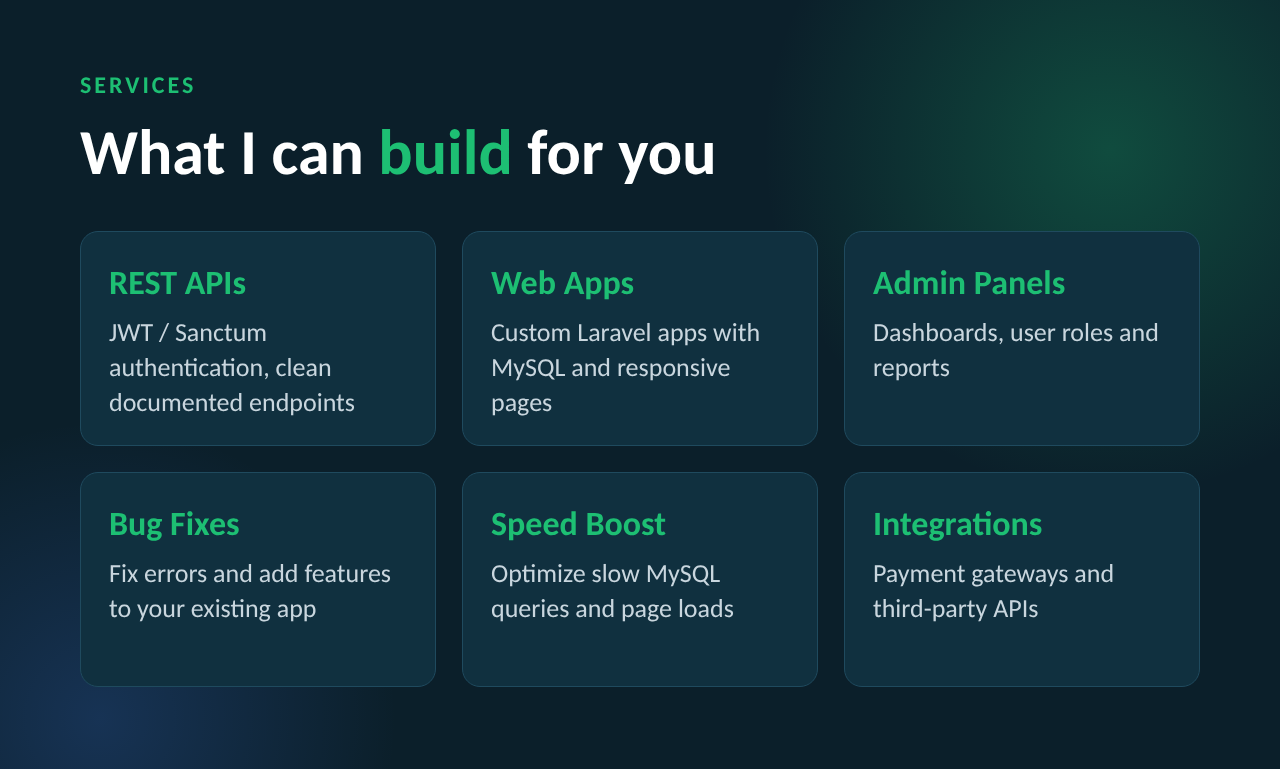 SERVICES
What I can build for you
REST APIs
JWT / Sanctum
authentication, clean
documented endpoints
Web Apps
Custom Laravel apps with
MySQL and responsive
pages
Admin Panels
Dashboards, user roles and
reports
Bug Fixes
Fix errors and add features
to your existing app
Speed Boost
Optimize slow MySQL
queries and page loads
Integrations
Payment gateways and
third-party APIs